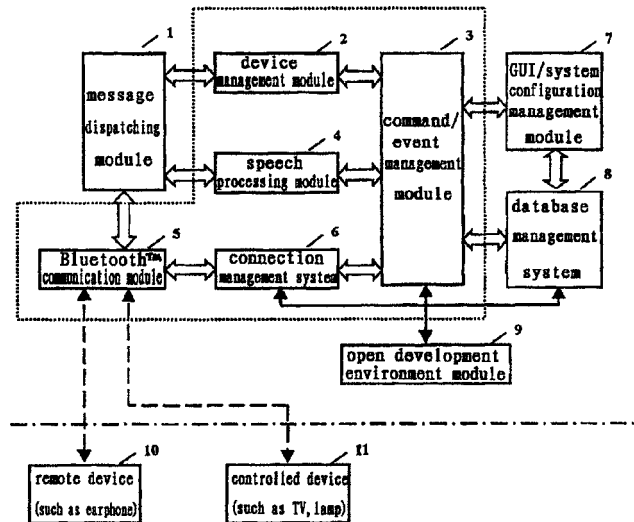 1
2
3
7
message
dispatching
module
device
management module
command/
event
management
module
GUI/system
configuration
management
module
4
speech
processing module
8
database
management
system
5
6
Bluetooth™
communication module
connection
management system
9
open development
environment module
10
11
remote device
(such as earphone)
controlled device
(such as TV, lamp)